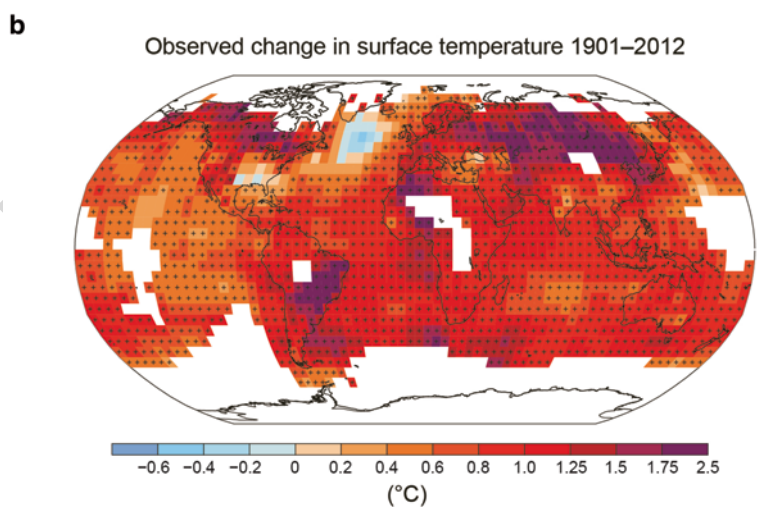 b
Observed change in surface temperature 1901–2012
−0.6 −0.4 −0.2 0 0.2 0.4 0.6 0.8 1.0 1.25 1.5 1.75 2.5
(°C)